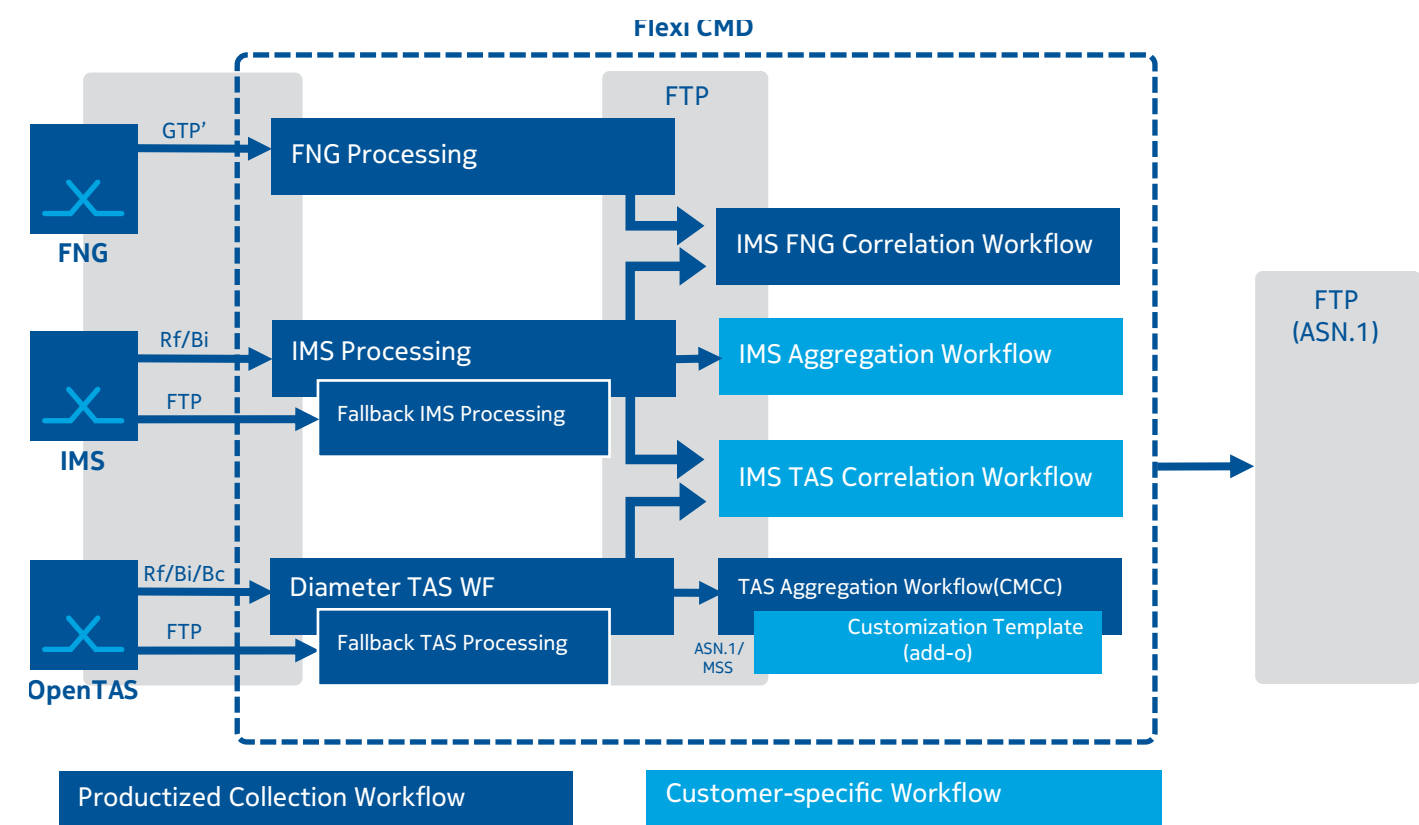 Flexi CMD
FTP
GTP’
FNG Processing
FNG
IMS FNG Correlation Workflow
FTP
(ASN.1)
Rf/Bi
IMS Processing
IMS Aggregation Workflow
FTP
Fallback IMS Processing
IMS
IMS TAS Correlation Workflow
Rf/Bi/Bc
Diameter TAS WF
TAS Aggregation Workflow(CMCC)
FTP
Fallback TAS Processing
ASN.1/
MSS
Customization Template
(add-o)
OpenTAS
Productized Collection Workflow
Customer-specific Workflow